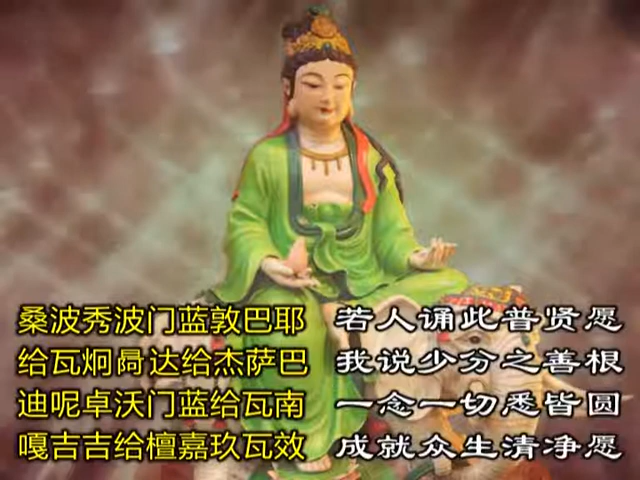 桑波秀波门蓝敦巴耶 若人诵此普贤愿
给瓦炯咼达给杰萨巴 我说少分之善根
迪呢卓沃门蓝给瓦南 一念一切悉皆圆
嘎吉吉给檀嘉玖瓦效 成就众生清净愿